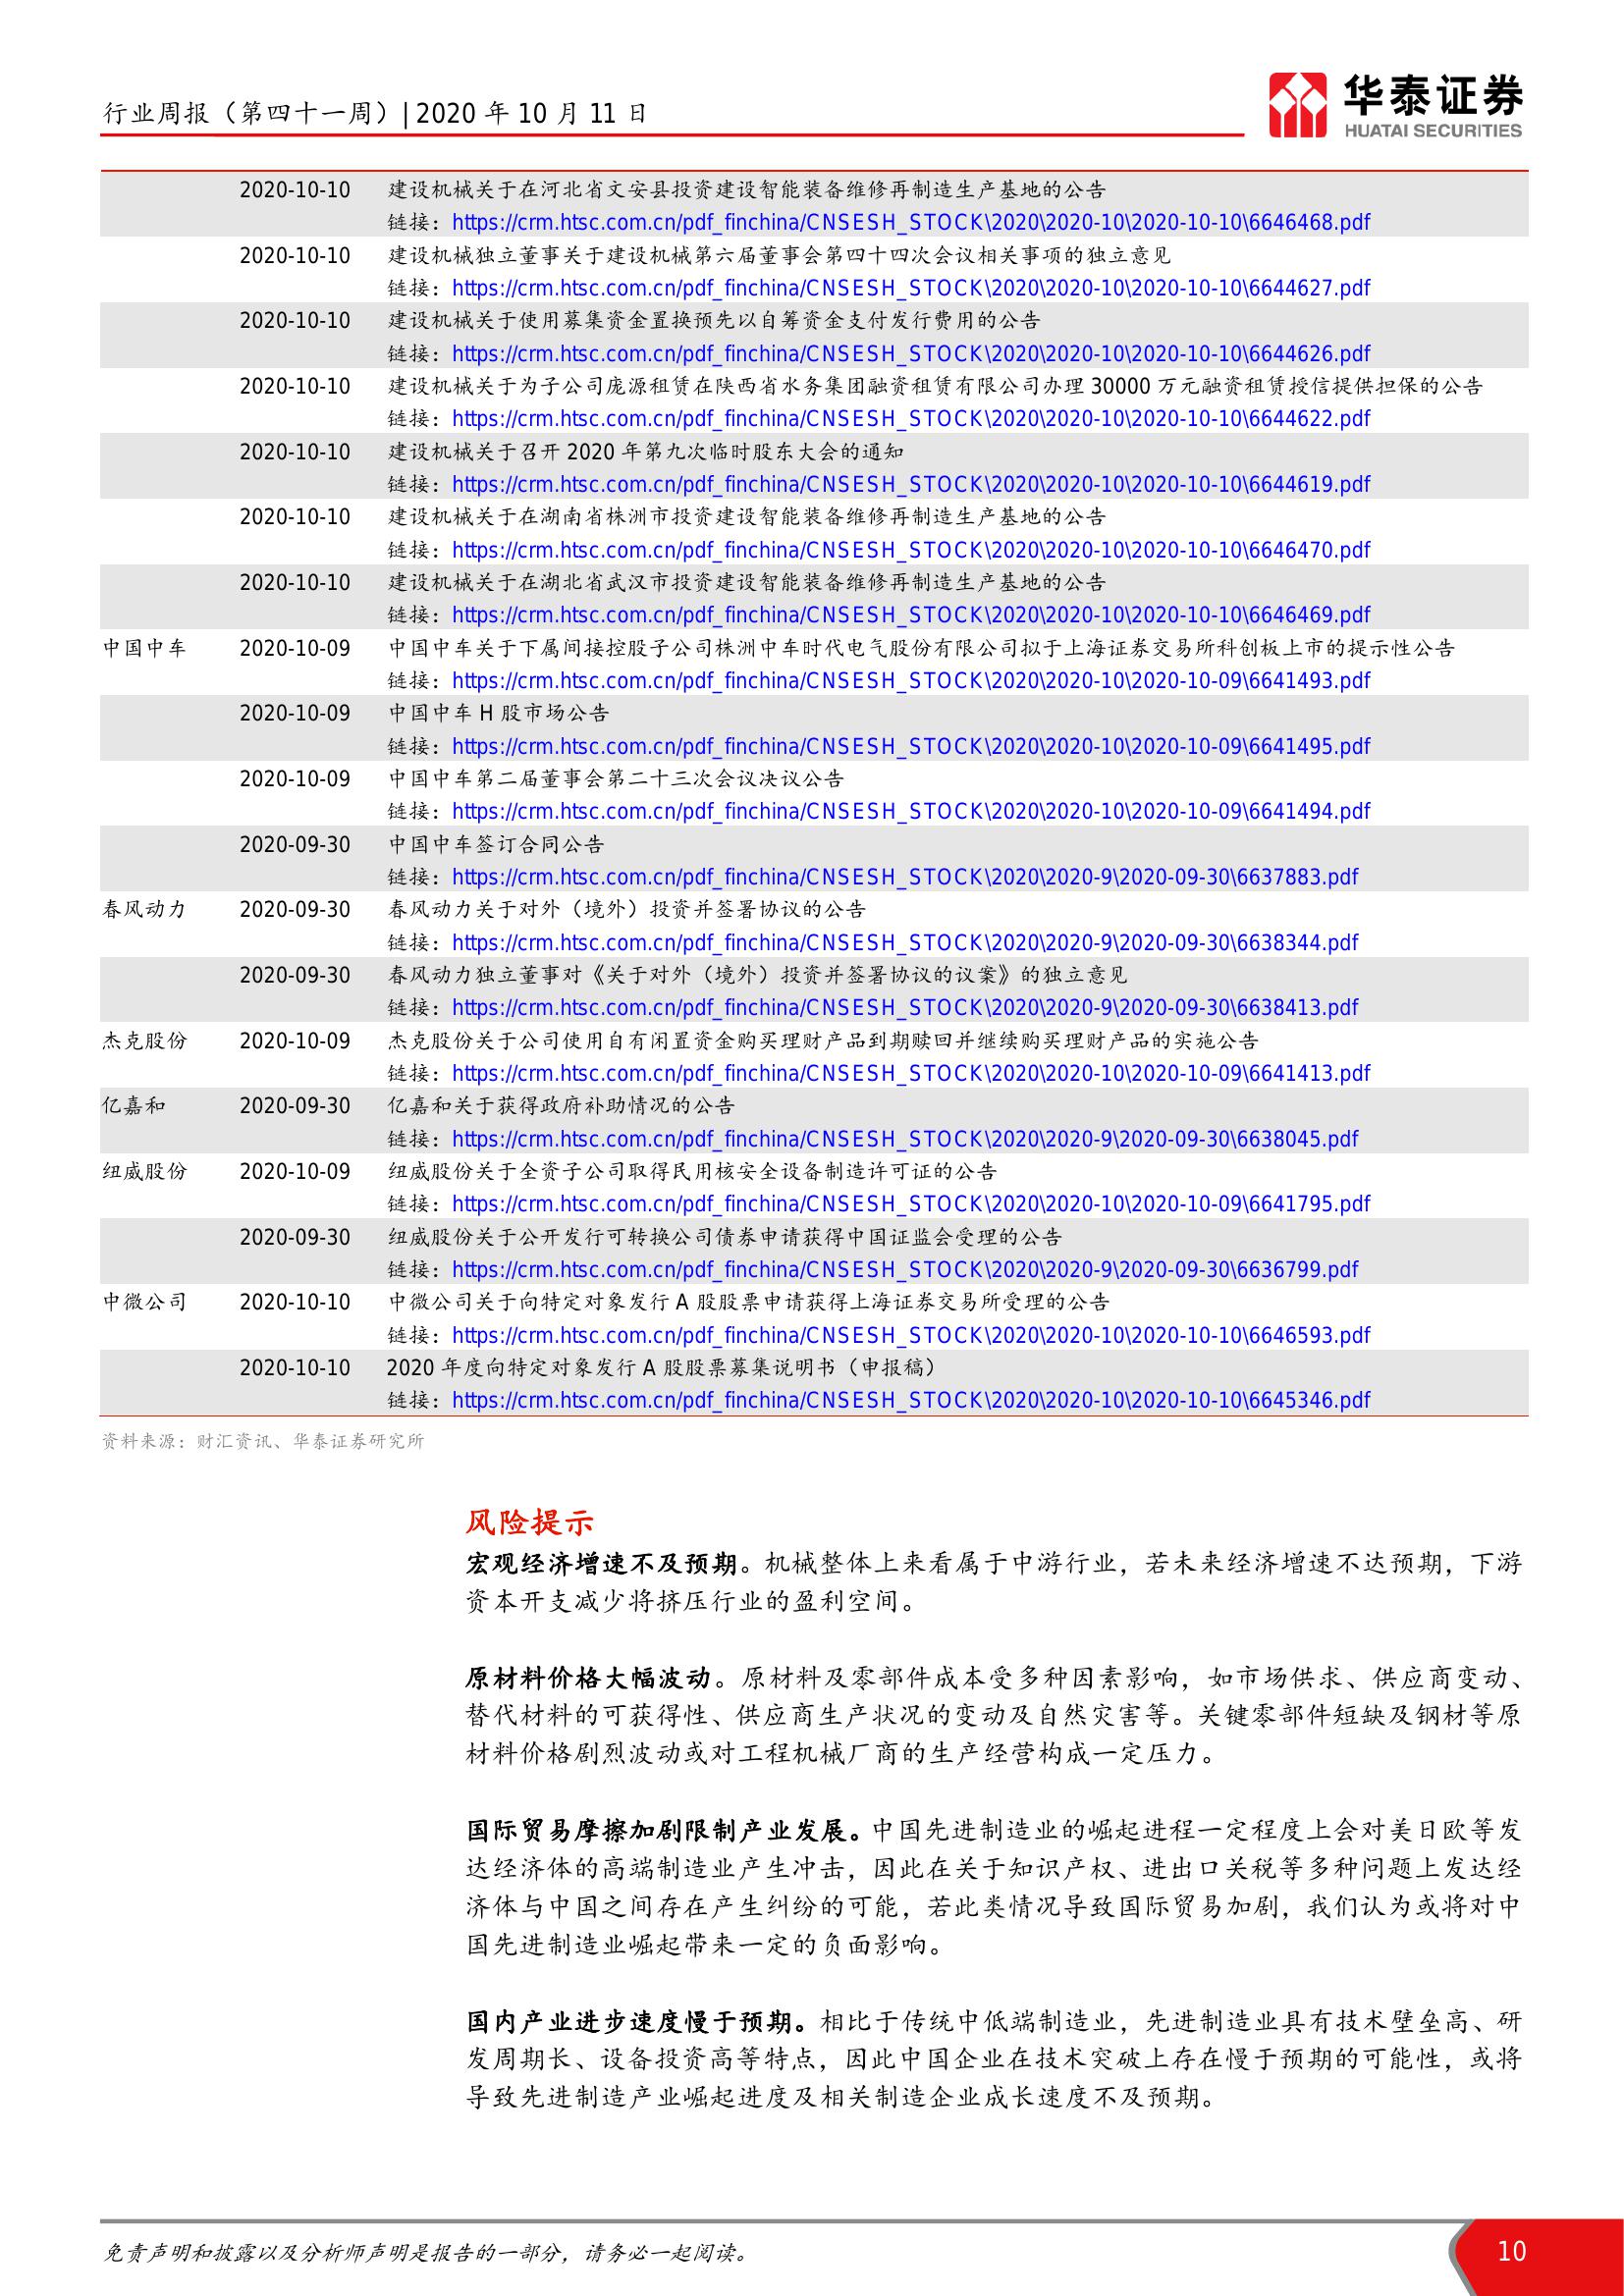 行业周报（第四十一周）| 2020 年 10 月 11 日
华泰证券
HUATAI SECURITIES
2020-10-10 建设机械关于在河北省文安县投资建设智能装备维修再制造生产基地的公告
链接：https://crm.htsc.com.cn/pdf_finchina/CNSESH_STOCK\2020\2020-10\2020-10-10\6646468.pdf
2020-10-10 建设机械独立董事关于建设机械第六届董事会第四十四次会议相关事项的独立意见
链接：https://crm.htsc.com.cn/pdf_finchina/CNSESH_STOCK\2020\2020-10\2020-10-10\6644627.pdf
2020-10-10 建设机械关于使用募集资金置换预先以自筹资金支付发行费用的公告
链接：https://crm.htsc.com.cn/pdf_finchina/CNSESH_STOCK\2020\2020-10\2020-10-10\6644626.pdf
2020-10-10 建设机械关于为子公司庞源租赁在陕西省水务集团融资租赁有限公司办理 30000 万元融资租赁授信提供担保的公告
链接：https://crm.htsc.com.cn/pdf_finchina/CNSESH_STOCK\2020\2020-10\2020-10-10\6644622.pdf
2020-10-10 建设机械关于召开 2020 年第九次临时股东大会的通知
链接：https://crm.htsc.com.cn/pdf_finchina/CNSESH_STOCK\2020\2020-10\2020-10-10\6644619.pdf
2020-10-10 建设机械关于在湖南省株洲市投资建设智能装备维修再制造生产基地的公告
链接：https://crm.htsc.com.cn/pdf_finchina/CNSESH_STOCK\2020\2020-10\2020-10-10\6646470.pdf
2020-10-10 建设机械关于在湖北省武汉市投资建设智能装备维修再制造生产基地的公告
链接：https://crm.htsc.com.cn/pdf_finchina/CNSESH_STOCK\2020\2020-10\2020-10-10\6646469.pdf
中国中车 2020-10-09 中国中车关于下属间接控股子公司株洲中车时代电气股份有限公司拟于上海证券交易所科创板上市的提示性公告
链接：https://crm.htsc.com.cn/pdf_finchina/CNSESH_STOCK\2020\2020-10\2020-10-09\6641493.pdf
2020-10-09 中国中车 H 股市场公告
链接：https://crm.htsc.com.cn/pdf_finchina/CNSESH_STOCK\2020\2020-10\2020-10-09\6641495.pdf
2020-10-09 中国中车第二届董事会第二十三次会议决议公告
链接：https://crm.htsc.com.cn/pdf_finchina/CNSESH_STOCK\2020\2020-10\2020-10-09\6641494.pdf
2020-09-30 中国中车签订合同公告
链接：https://crm.htsc.com.cn/pdf_finchina/CNSESH_STOCK\2020\2020-9\2020-09-30\6637883.pdf
春风动力 2020-09-30 春风动力关于对外（境外）投资并签署协议的公告
链接：https://crm.htsc.com.cn/pdf_finchina/CNSESH_STOCK\2020\2020-9\2020-09-30\6638344.pdf
2020-09-30 春风动力独立董事对《关于对外（境外）投资并签署协议的议案》的独立意见
链接：https://crm.htsc.com.cn/pdf_finchina/CNSESH_STOCK\2020\2020-9\2020-09-30\6638413.pdf
杰克股份 2020-10-09 杰克股份关于公司使用自有闲置资金购买理财产品到期赎回并继续购买理财产品的实施公告
链接：https://crm.htsc.com.cn/pdf_finchina/CNSESH_STOCK\2020\2020-10\2020-10-09\6641413.pdf
亿嘉和 2020-09-30 亿嘉和关于获得政府补助情况的公告
链接：https://crm.htsc.com.cn/pdf_finchina/CNSESH_STOCK\2020\2020-9\2020-09-30\6638045.pdf
纽威股份 2020-10-09 纽威股份关于全资子公司取得民用核安全设备制造许可证的公告
链接：https://crm.htsc.com.cn/pdf_finchina/CNSESH_STOCK\2020\2020-10\2020-10-09\6641795.pdf
2020-09-30 纽威股份关于公开发行可转换公司债券申请获得中国证监会受理的公告
链接：https://crm.htsc.com.cn/pdf_finchina/CNSESH_STOCK\2020\2020-9\2020-09-30\6636799.pdf
中微公司 2020-10-10 中微公司关于向特定对象发行 A 股股票申请获得上海证券交易所受理的公告
链接：https://crm.htsc.com.cn/pdf_finchina/CNSESH_STOCK\2020\2020-10\2020-10-10\6646593.pdf
2020-10-10 2020 年度向特定对象发行 A 股股票募集说明书（申报稿）
链接：https://crm.htsc.com.cn/pdf_finchina/CNSESH_STOCK\2020\2020-10\2020-10-10\6645346.pdf
资料来源：财汇资讯、华泰证券研究所
风险提示
宏观经济增速不及预期。机械整体上来看属于中游行业，若未来经济增速不达预期，下游
资本开支减少将挤压行业的盈利空间。
原材料价格大幅波动。原材料及零部件成本受多种因素影响，如市场供求、供应商变动、
替代材料的可获得性、供应商生产状况的变动及自然灾害等。关键零部件短缺及钢材等原
材料价格剧烈波动或对工程机械厂商的生产经营构成一定压力。
国际贸易摩擦加剧限制产业发展。中国先进制造业的崛起进程一定程度上会对美日欧等发
达经济体的高端制造业产生冲击，因此在关于知识产权、进出口关税等多种问题上发达经
济体与中国之间存在产生纠纷的可能，若此类情况导致国际贸易加剧，我们认为或将对中
国先进制造业崛起带来一定的负面影响。
国内产业进步速度慢于预期。相比于传统中低端制造业，先进制造业具有技术壁垒高、研
发周期长、设备投资高等特点，因此中国企业在技术突破上存在慢于预期的可能性，或将
导致先进制造产业崛起进度及相关制造企业成长速度不及预期。
免责声明和披露以及分析师声明是报告的一部分，请务必一起阅读。
10